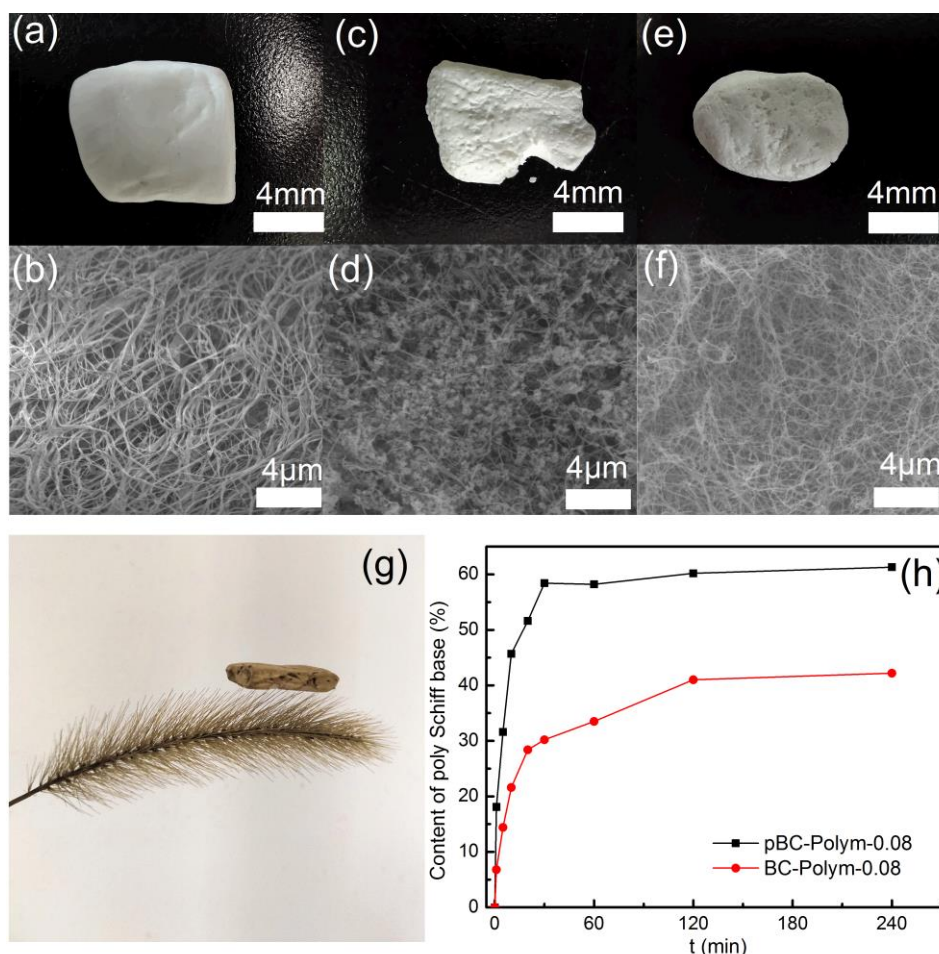 (a)
(c)
(e)
4mm
4mm
4mm
(b)
(d)
(f)
4μm
4μm
4μm
(g)
(h)
Content of poly Schiff base (%)
60
50
40
30
20
10
0
pBC-Polym-0.08
BC-Polym-0.08
0
60
120
180
240
t (min)